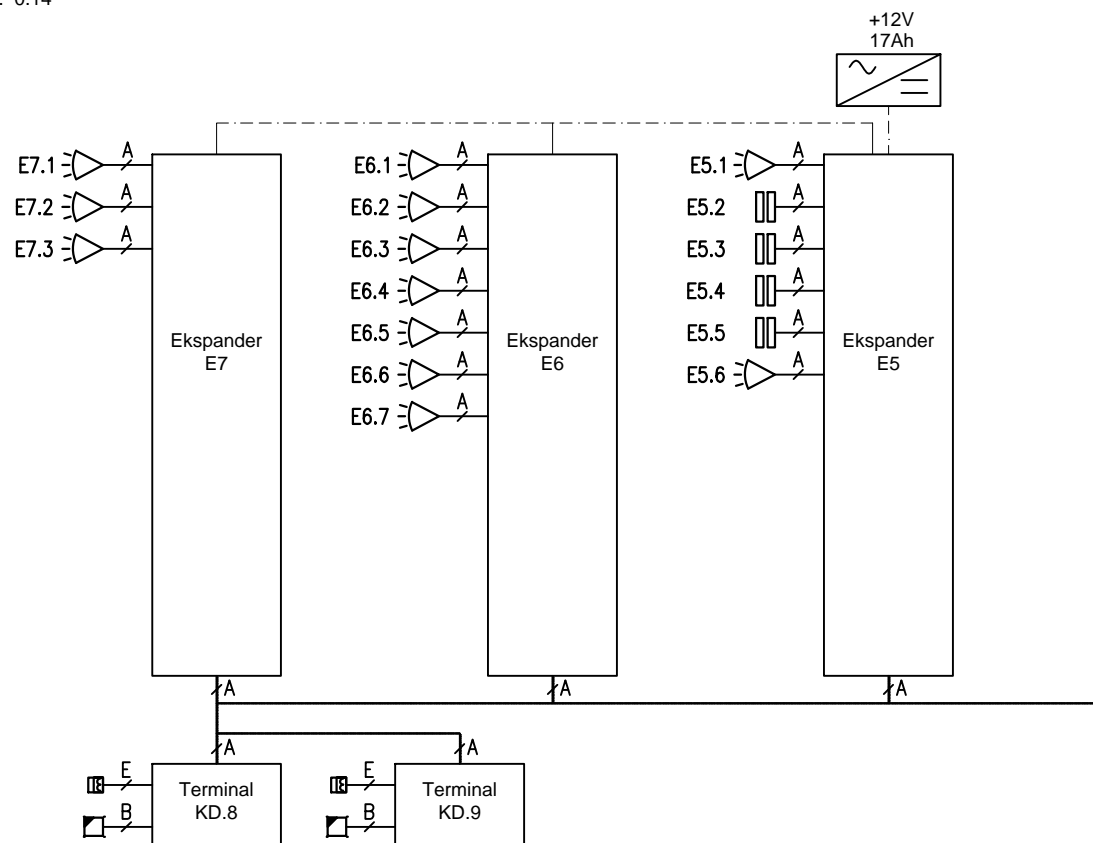 +12V
17Ah
E7.1 A
E7.2 A
E7.3 A
E6.1 A
E6.2 A
E6.3 A
E6.4 A
E6.5 A
E6.6 A
E6.7 A
E5.1 A
E5.2 A
E5.3 A
E5.4 A
E5.5 A
E5.6 A
Ekspander
E7
Ekspander
E6
Ekspander
E5
A
A
A
A
A
E
B
Terminal
KD.8
E
B
Terminal
KD.9